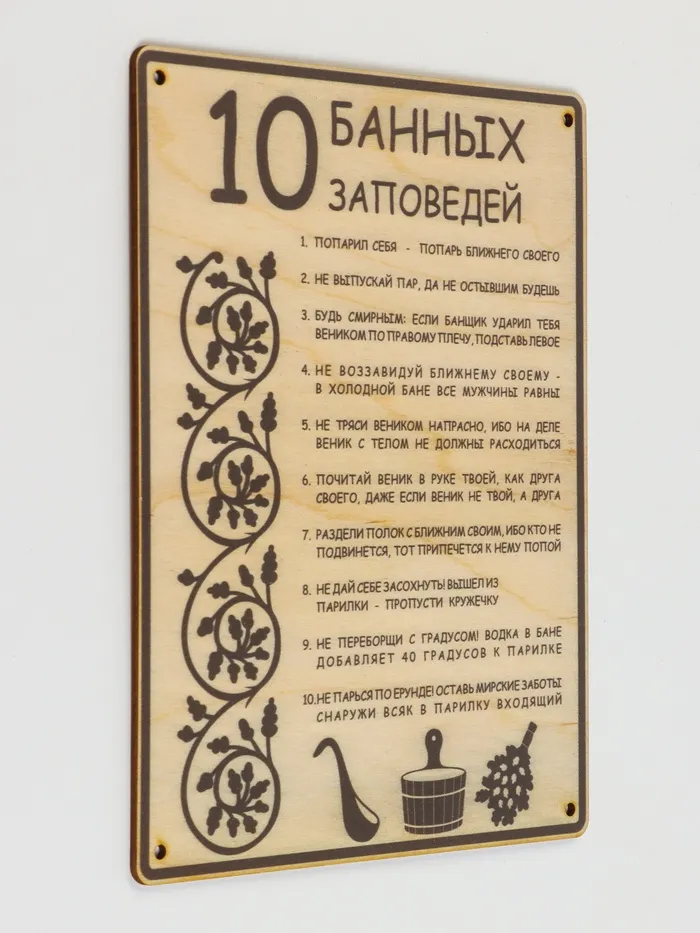 10 БАННЫХ
ЗАПОВЕДЕЙ
1. ПОПАРИЛ СЕБЯ - ПОПАРЬ БЛИЖНЕГО СВОЕГО
2. НЕ ВЫПУСКАЙ ПАР, ДА НЕ ОСТЫВШИМ БУДЕШЬ
3. БУДЬ СМИРНЫМ: ЕСЛИ БАНЩИК УДАРИЛ ТЕБЯ
ВЕНИКОМ ПО ПРАВОМУ ПЛЕЧУ, ПОДСТАВЬ ЛЕВОЕ
4. НЕ ВОЗЗАВИДУЙ БЛИЖНЕМУ СВОЕМУ -
В ХОЛОДНОЙ БАНЕ ВСЕ МУЖЧИНЫ РАВНЫ
5. НЕ ТРЯСИ ВЕНИКОМ НАПРАСНО, ИБО НА ДЕЛЕ
ВЕНИК С ТЕЛОМ НЕ ДОЛЖНЫ РАСХОДИТЬСЯ
6. ПОЧИТАЙ ВЕНИК В РУКЕ ТВОЕЙ, КАК ДРУГА
СВОЕГО, ДАЖЕ ЕСЛИ ВЕНИК НЕ ТВОЙ, А ДРУГА
7. РАЗДЕЛИ ПОЛОК С БЛИЖНИМ СВОИМ, ИБО КТО НЕ
ПОДВИНЕТСЯ, ТОТ ПРИПЕЧЕТСЯ К НЕМУ ПОПОЙ
8. НЕ ДАЙ СЕБЕ ЗАСОХНУТЬ! ВЫШЕЛ ИЗ
ПАРИЛКИ - ПРОПУСТИ КРУЖЕЧКУ
9. НЕ ПЕРЕБОРЩИ С ГРАДУСОМ! ВОДКА В БАНЕ
ДОБАВЛЯЕТ 40 ГРАДУСОВ К ПАРИЛКЕ
10. НЕ ПАРЬСЯ ПО ЕРУНДЕ! ОСТАВЬ МИРСКИЕ ЗАБОТЫ
СНАРУЖИ ВСЯК В ПАРИЛКУ ВХОДЯЩИЙ